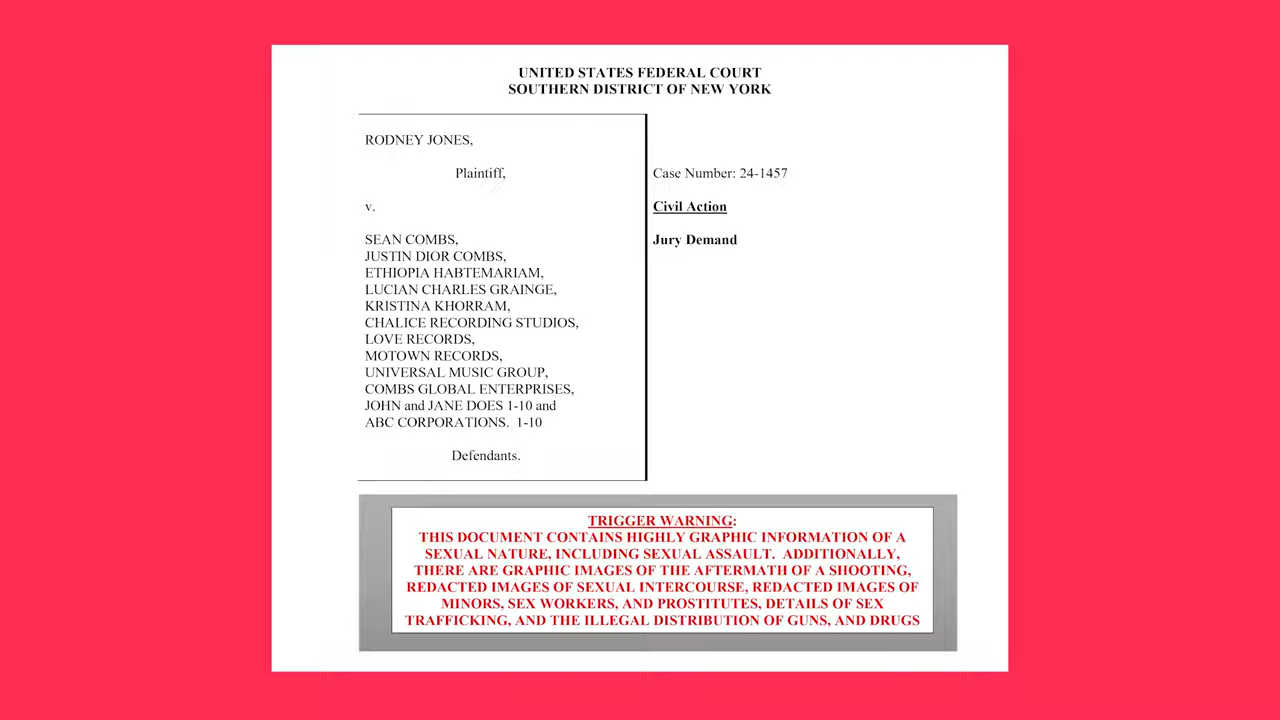 UNITED STATES FEDERAL COURT
SOUTHERN DISTRICT OF NEW YORK
RODNEY JONES,
Plaintiff,
v.
SEAN COMBS,
JUSTIN DIOR COMBS,
ETHIOPIA HABTEMARIAM,
LUCIAN CHARLES GRAINGE,
KRISTINA KHORRAM,
CHALICE RECORDING STUDIOS,
LOVE RECORDS,
MOTOWN RECORDS,
UNIVERSAL MUSIC GROUP,
COMBS GLOBAL ENTERPRISES,
JOHN and JANE DOES 1-10 and
ABC CORPORATIONS. 1-10
Defendants.
Case Number: 24-1457
Civil Action
Jury Demand
TRIGGER WARNING:
THIS DOCUMENT CONTAINS HIGHLY GRAPHIC INFORMATION OF A
SEXUAL NATURE, INCLUDING SEXUAL ASSAULT. ADDITIONALLY,
THERE ARE GRAPHIC IMAGES OF THE AFTERMATH OF A SHOOTING,
REDACTED IMAGES OF SEXUAL INTERCOURSE, REDACTED IMAGES OF
MINORS, SEX WORKERS, AND PROSTITUTES, DETAILS OF SEX
TRAFFICKING, AND THE ILLEGAL DISTRIBUTION OF GUNS, AND DRUGS